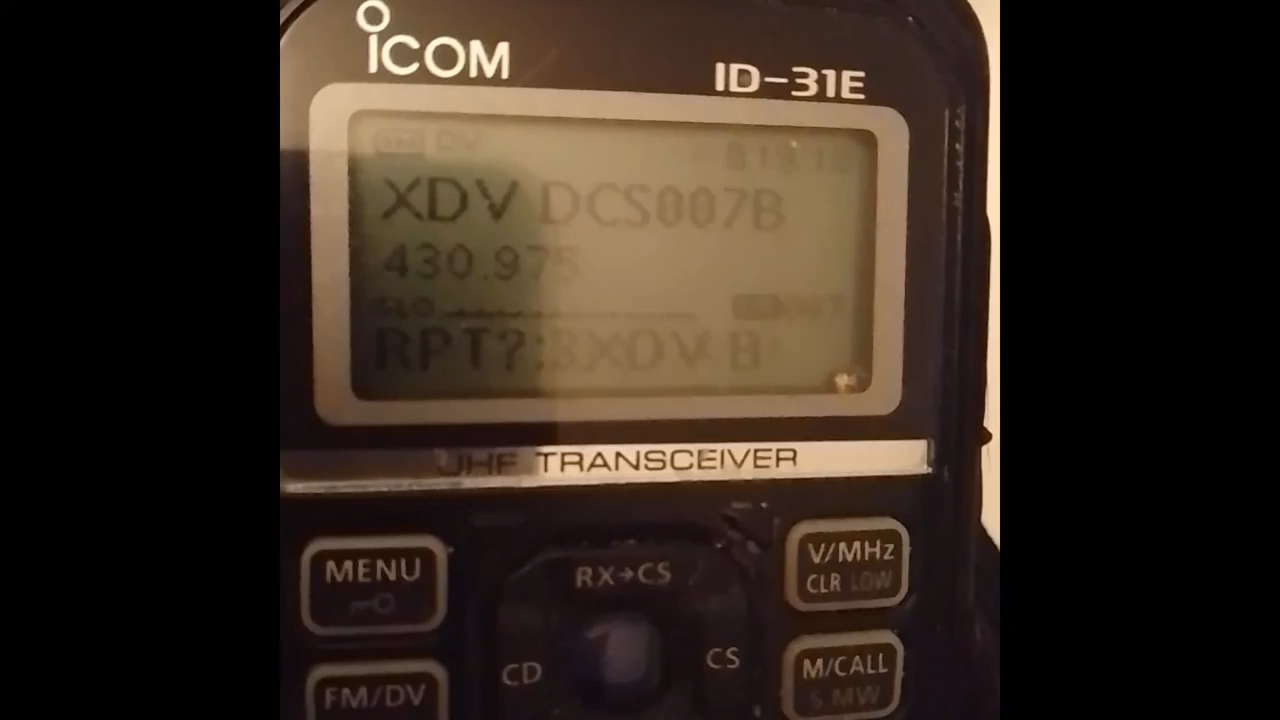 ICOM
ID-31E
DV
XDV DCS007B
430.975
RPT?: XDV B
UHF TRANSCEIVER
MENU
RX→CS
V/MHz
CLR LOW
CD
CS
M/CALL
S.MW
FM/DV